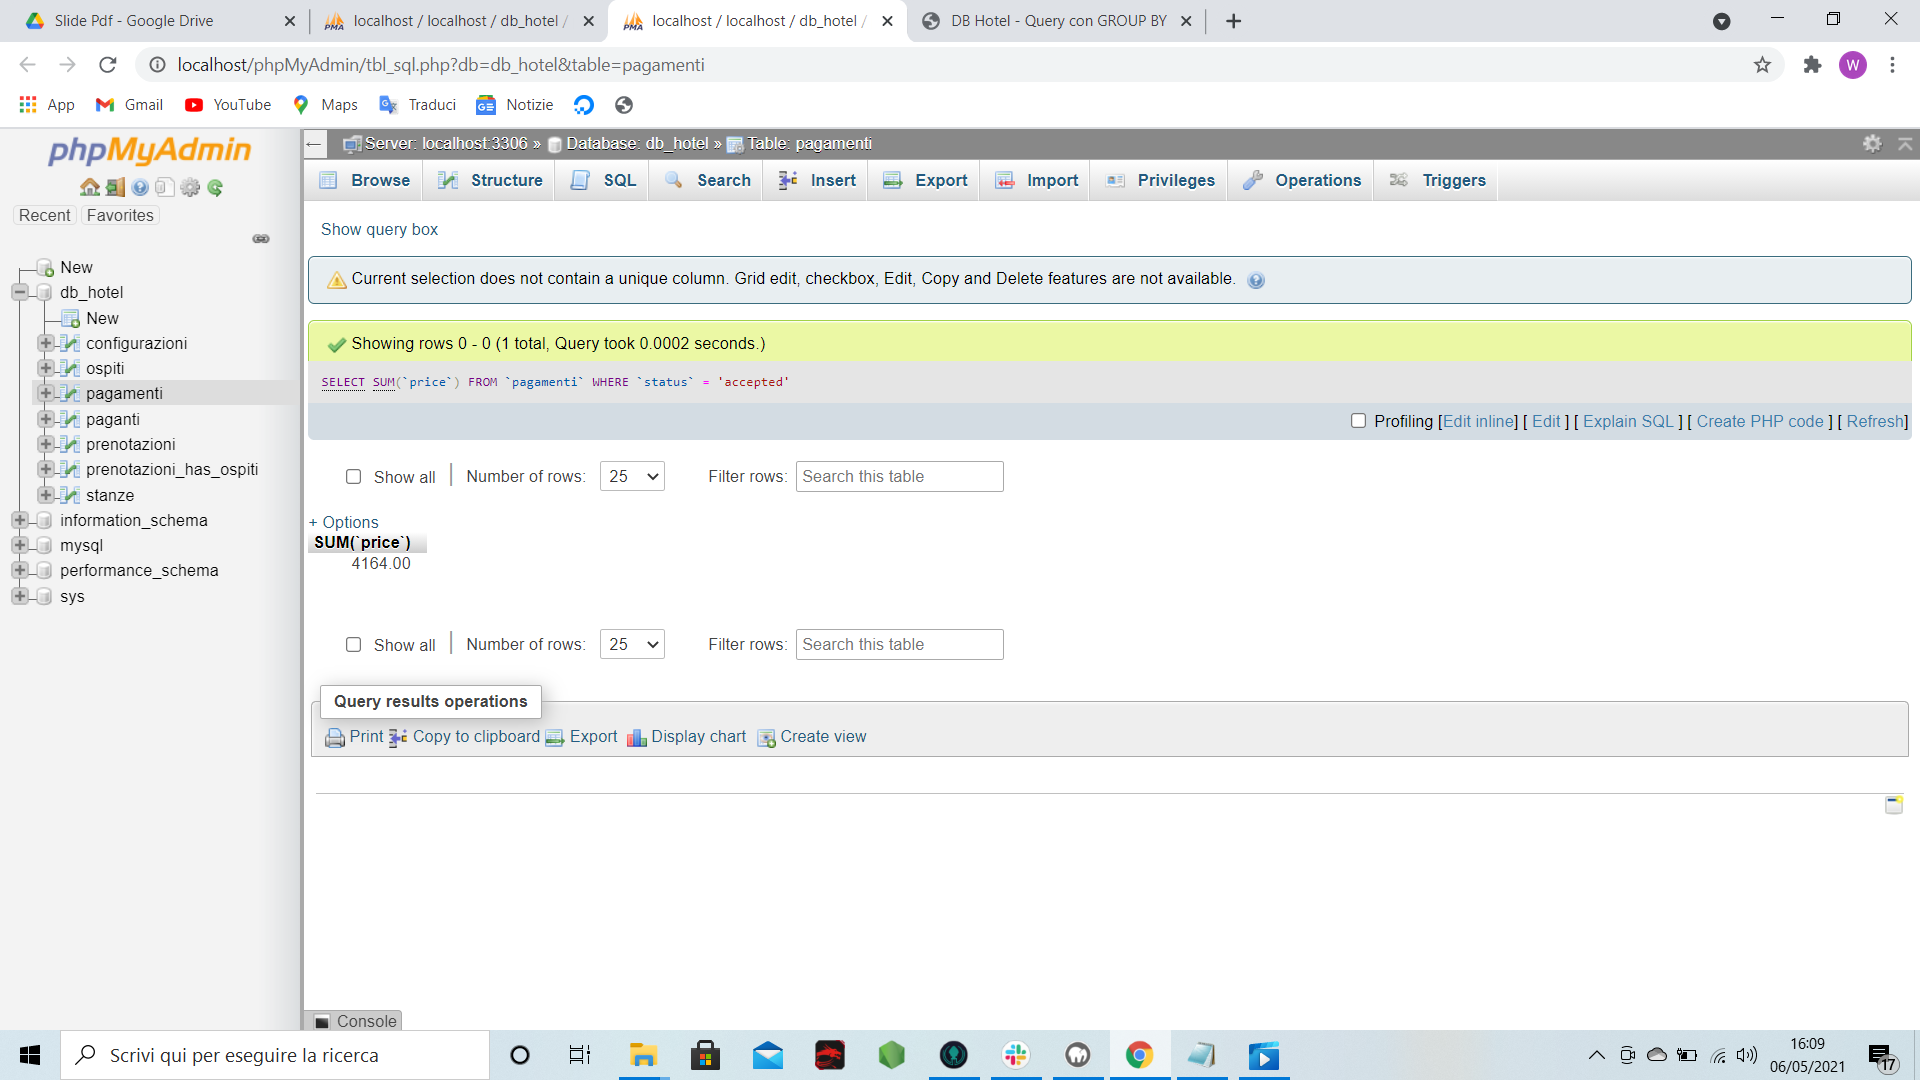 Slide Pdf - Google Drive
localhost / localhost / db_hotel /
localhost / localhost / db_hotel /
DB Hotel - Query con GROUP BY
localhost/phpMyAdmin/tbl_sql.php?db=db_hotel&table=pagamenti
W
App
Gmail
YouTube
Maps
Traduci
Notizie
phpMyAdmin
Recent
Favorites
New
db_hotel
New
configurazioni
ospiti
pagamenti
paganti
prenotazioni
prenotazioni_has_ospiti
stanze
information_schema
mysql
performance_schema
sys
Server: localhost:3306 » Database: db_hotel » Table: pagamenti
Browse
Structure
SQL
Search
Insert
Export
Import
Privileges
Operations
Triggers
Show query box
Current selection does not contain a unique column. Grid edit, checkbox, Edit, Copy and Delete features are not available.
Showing rows 0 - 0 (1 total, Query took 0.0002 seconds.)
SELECT SUM(`price`) FROM `pagamenti` WHERE `status` = 'accepted'
Profiling [Edit inline] [ Edit ] [ Explain SQL ] [ Create PHP code ] [ Refresh]
Show all
Number of rows: 25
Filter rows: Search this table
+ Options
SUM(`price`)
4164.00
Show all
Number of rows: 25
Filter rows: Search this table
Query results operations
Print
Copy to clipboard
Export
Display chart
Create view
Console
Scrivi qui per eseguire la ricerca
16:09
06/05/2021
17